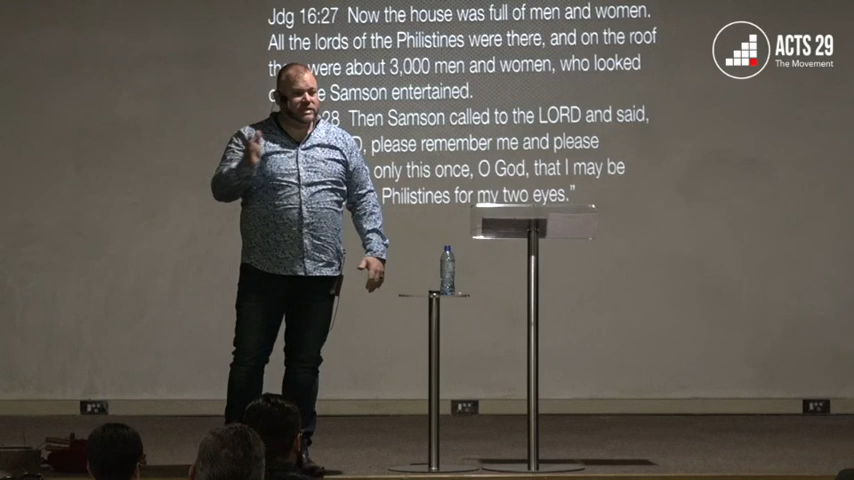 Jdg 16:27 Now the house was full of men and women.
All the lords of the Philistines were there, and on the roof
were about 3,000 men and women, who looked
Samson entertained.
28 Then Samson called to the LORD and said,
please remember me and please
only this once, O God, that I may be
Philistines for my two eyes.”
ACTS 29
The Movement